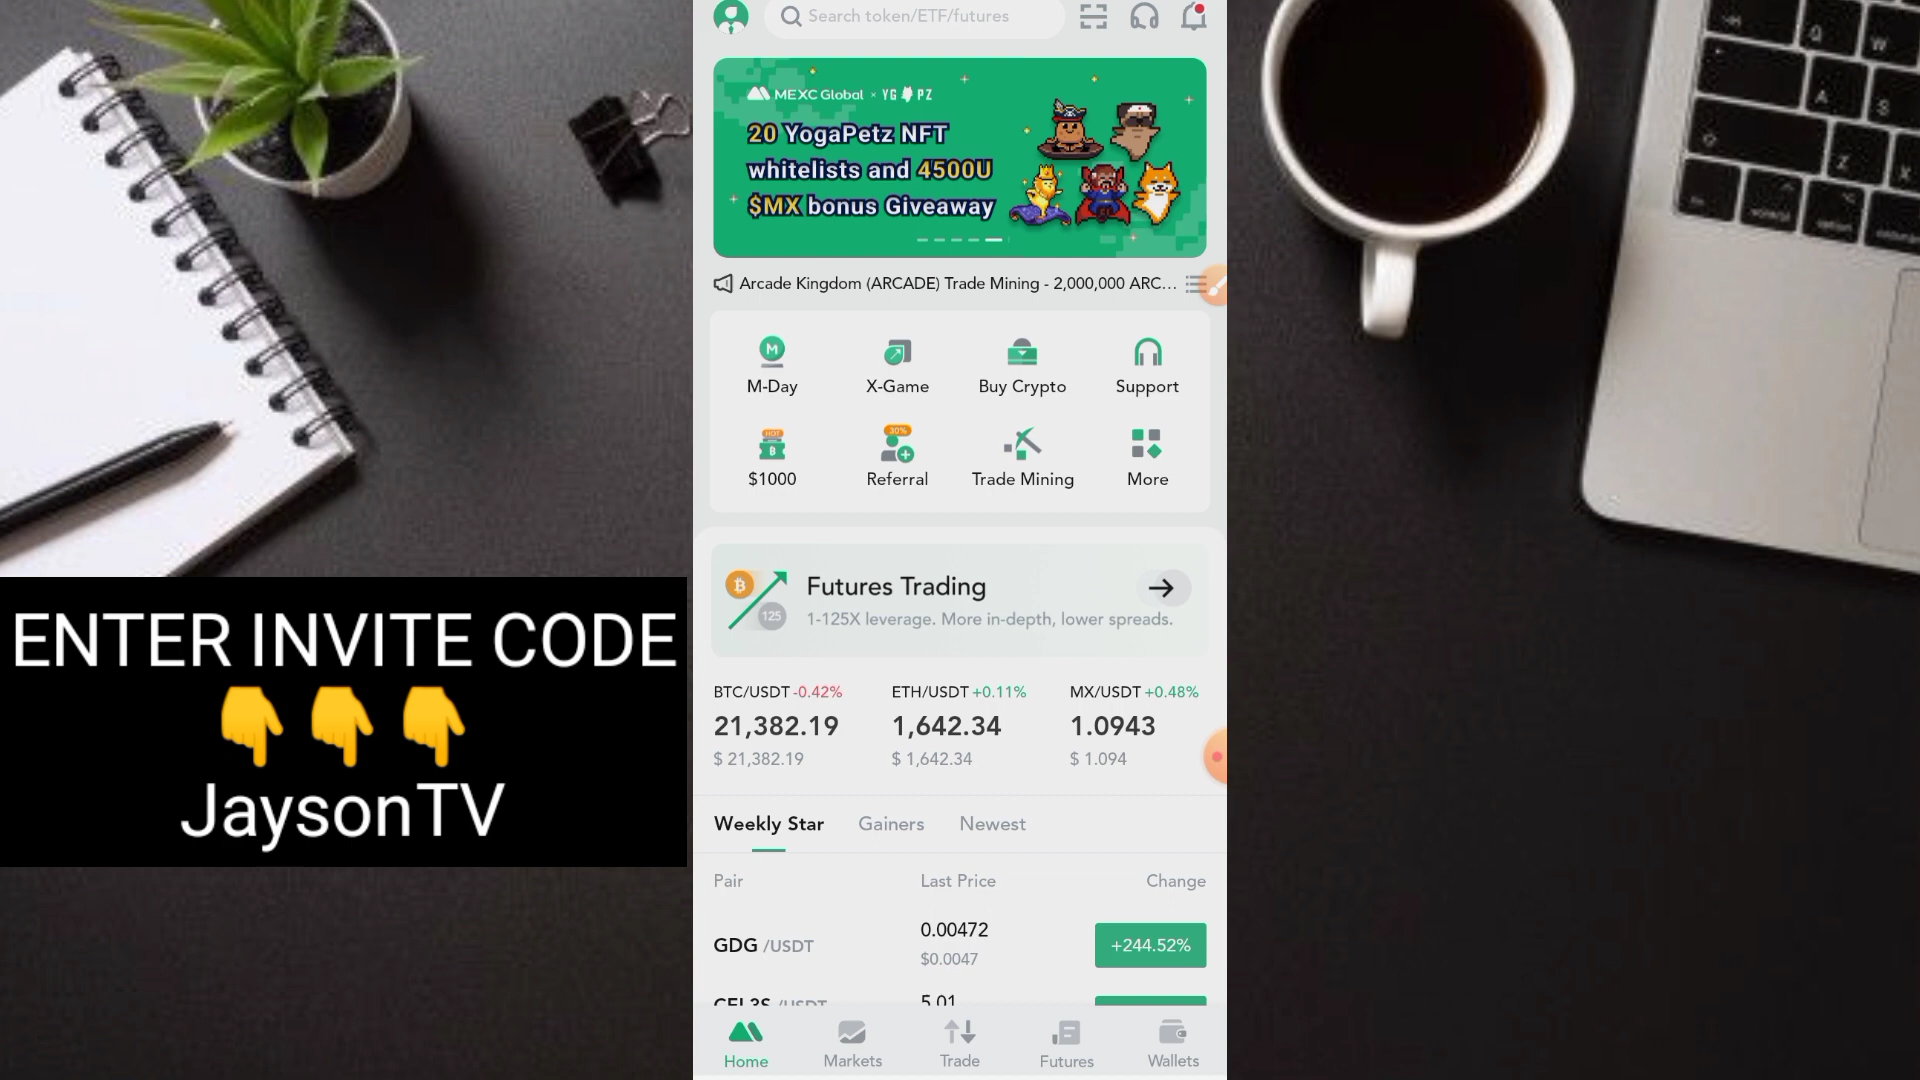 Search token/ETF/futures
MEXC Global × YG PZ
20 YogaPetz NFT
whitelists and 4500U
$MX bonus Giveaway
Arcade Kingdom (ARCADE) Trade Mining - 2,000,000 ARC...
M
M-Day
X-Game
Buy Crypto
Support
HOT
$1000
30%
Referral
Trade Mining
More
Futures Trading
125
1-125X leverage. More in-depth, lower spreads.
ENTER INVITE CODE
👇👇👇
JaysonTV
BTC/USDT -0.42%
ETH/USDT +0.11%
MX/USDT +0.48%
21,382.19
1,642.34
1.0943
$ 21,382.19
$ 1,642.34
$ 1.094
Weekly Star
Gainers
Newest
Pair
Last Price
Change
GDG /USDT
0.00472
$0.0047
+244.52%
5.01
Home
Markets
Trade
Futures
Wallets
Q
W
A
S
Z
X